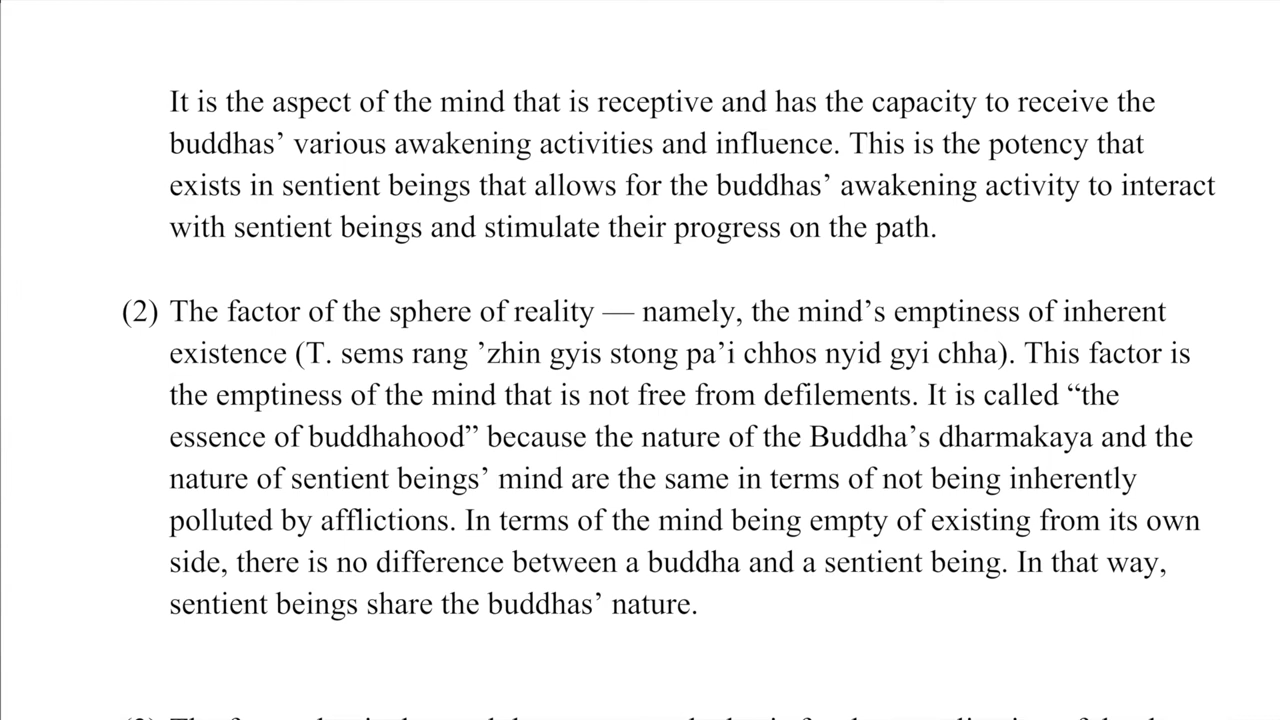 It is the aspect of the mind that is receptive and has the capacity to receive the
buddhas’ various awakening activities and influence. This is the potency that
exists in sentient beings that allows for the buddhas’ awakening activity to interact
with sentient beings and stimulate their progress on the path.
(2) The factor of the sphere of reality — namely, the mind’s emptiness of inherent
existence (T. sems rang ’zhin gyis stong pa’i chhos nyid gyi chha). This factor is
the emptiness of the mind that is not free from defilements. It is called “the
essence of buddhahood” because the nature of the Buddha’s dharmakaya and the
nature of sentient beings’ mind are the same in terms of not being inherently
polluted by afflictions. In terms of the mind being empty of existing from its own
side, there is no difference between a buddha and a sentient being. In that way,
sentient beings share the buddhas’ nature.